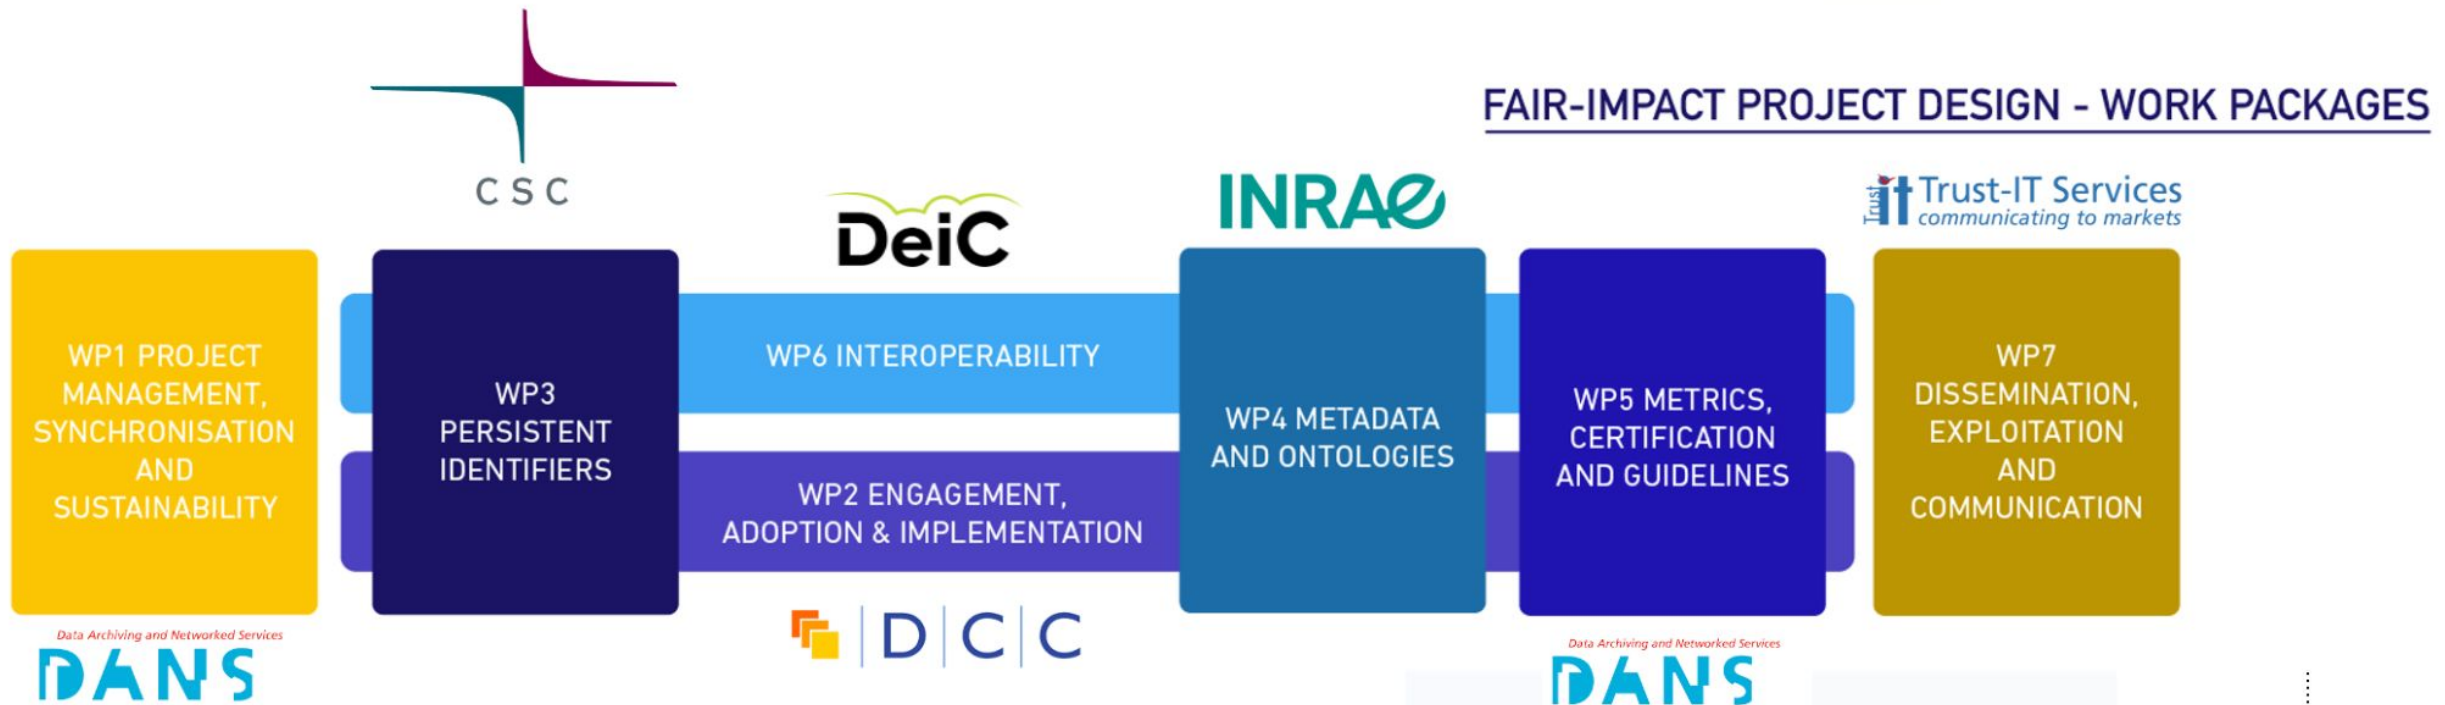 CSC
FAIR-IMPACT PROJECT DESIGN - WORK PACKAGES
DeiC
INRAE
Trust-IT Services
communicating to markets
Trust
it
WP1 PROJECT
MANAGEMENT,
SYNCHRONISATION
AND
SUSTAINABILITY
WP3
PERSISTENT
IDENTIFIERS
WP6 INTEROPERABILITY
WP2 ENGAGEMENT,
ADOPTION & IMPLEMENTATION
WP4 METADATA
AND ONTOLOGIES
WP5 METRICS,
CERTIFICATION
AND GUIDELINES
WP7
DISSEMINATION,
EXPLOITATION
AND
COMMUNICATION
Data Archiving and Networked Services
DANS
D|C|C
Data Archiving and Networked Services
DANS